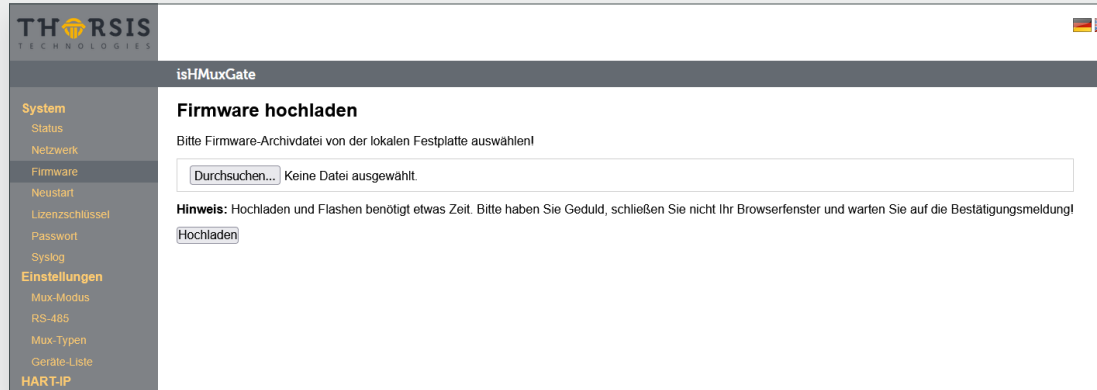 THORSIS
TECHNOLOGIES
isHMuxGate
System
Status
Netzwerk
Firmware
Neustart
Lizenzschlüssel
Passwort
Syslog
Einstellungen
Mux-Modus
RS-485
Mux-Typen
Geräte-Liste
HART-IP
Firmware hochladen
Bitte Firmware-Archivdatei von der lokalen Festplatte auswählen!
Durchsuchen... Keine Datei ausgewählt.
Hinweis: Hochladen und Flashen benötigt etwas Zeit. Bitte haben Sie Geduld, schließen Sie nicht Ihr Browserfenster und warten Sie auf die Bestätigungsmeldung!
Hochladen